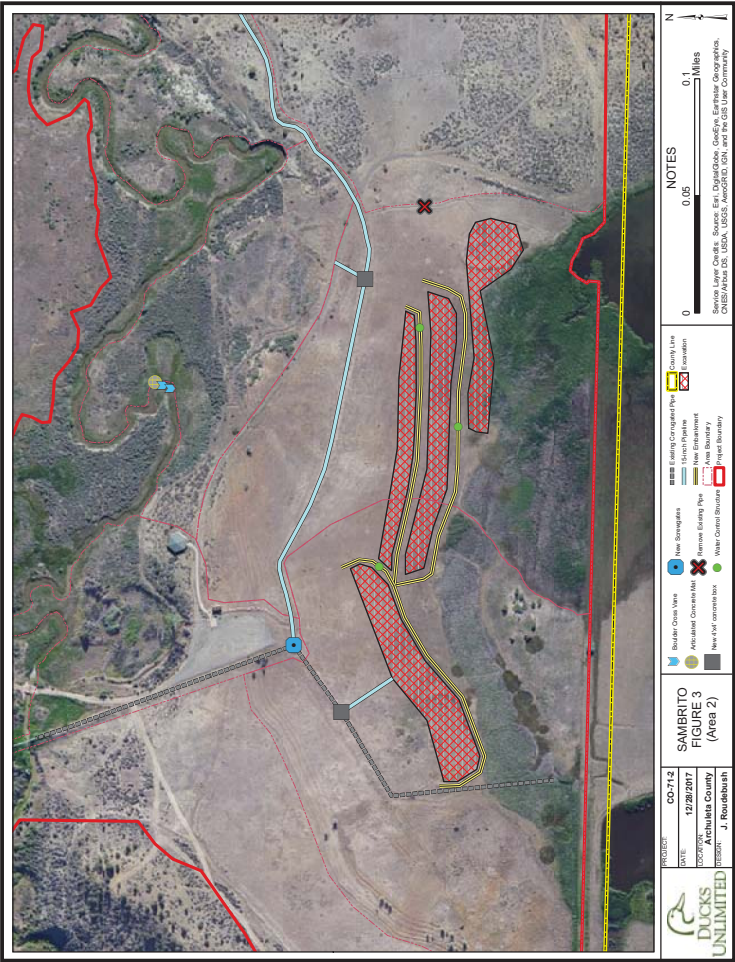 DUCKS
UNLIMITED
PROJECT:
CO-71-2
DATE:
12/28/2017
LOCATION:
Archuleta County
DESIGN:
J. Roudebush
SAMBRITO
FIGURE 3
(Area 2)
Boulder Cross Vane
Articulated Concrete Mat
New 4'x4' concrete box
New Screwgates
Remove Existing Pipe
Water Control Structure
Existing Corrugated Pipe
15-inch Pipeline
New Embankment
Area Boundary
Project Boundary
County Line
Excavation
NOTES
0
0.05
0.1
Miles
N
Service Layer Credits: Source: Esri, DigitalGlobe, GeoEye, Earthstar Geographics,
CNES/Airbus DS, USDA, USGS, AeroGRID, IGN, and the GIS User Community